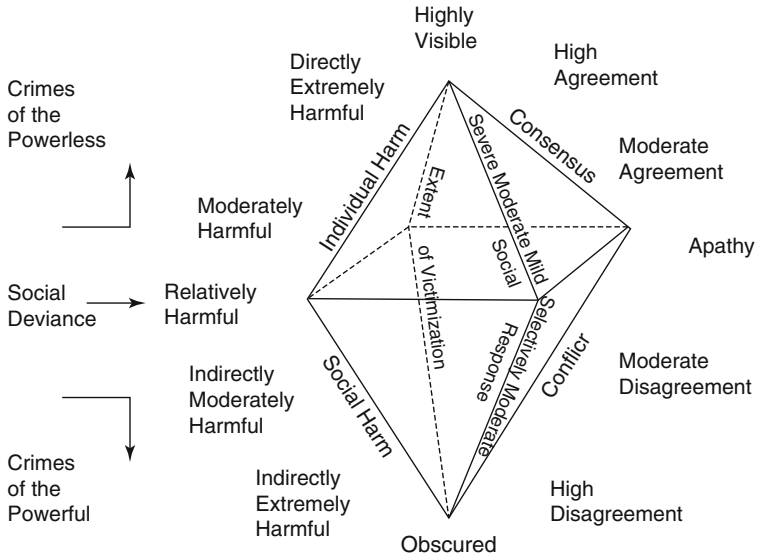 Highly
Visible
Directly
Extremely
Harmful
High
Agreement
Crimes
of the
Powerless
Individual Harm
Extent
Severe Moderate Mild
Consensus
Moderate
Agreement
Moderately
Harmful
Social
of Victimization
Apathy
Social
Deviance
Relatively
Harmful
Indirectly
Moderately
Harmful
Social Harm
Response
Selectively Moderate
Conflicr
Moderate
Disagreement
Crimes
of the
Powerful
Indirectly
Extremely
Harmful
High
Disagreement
Obscured